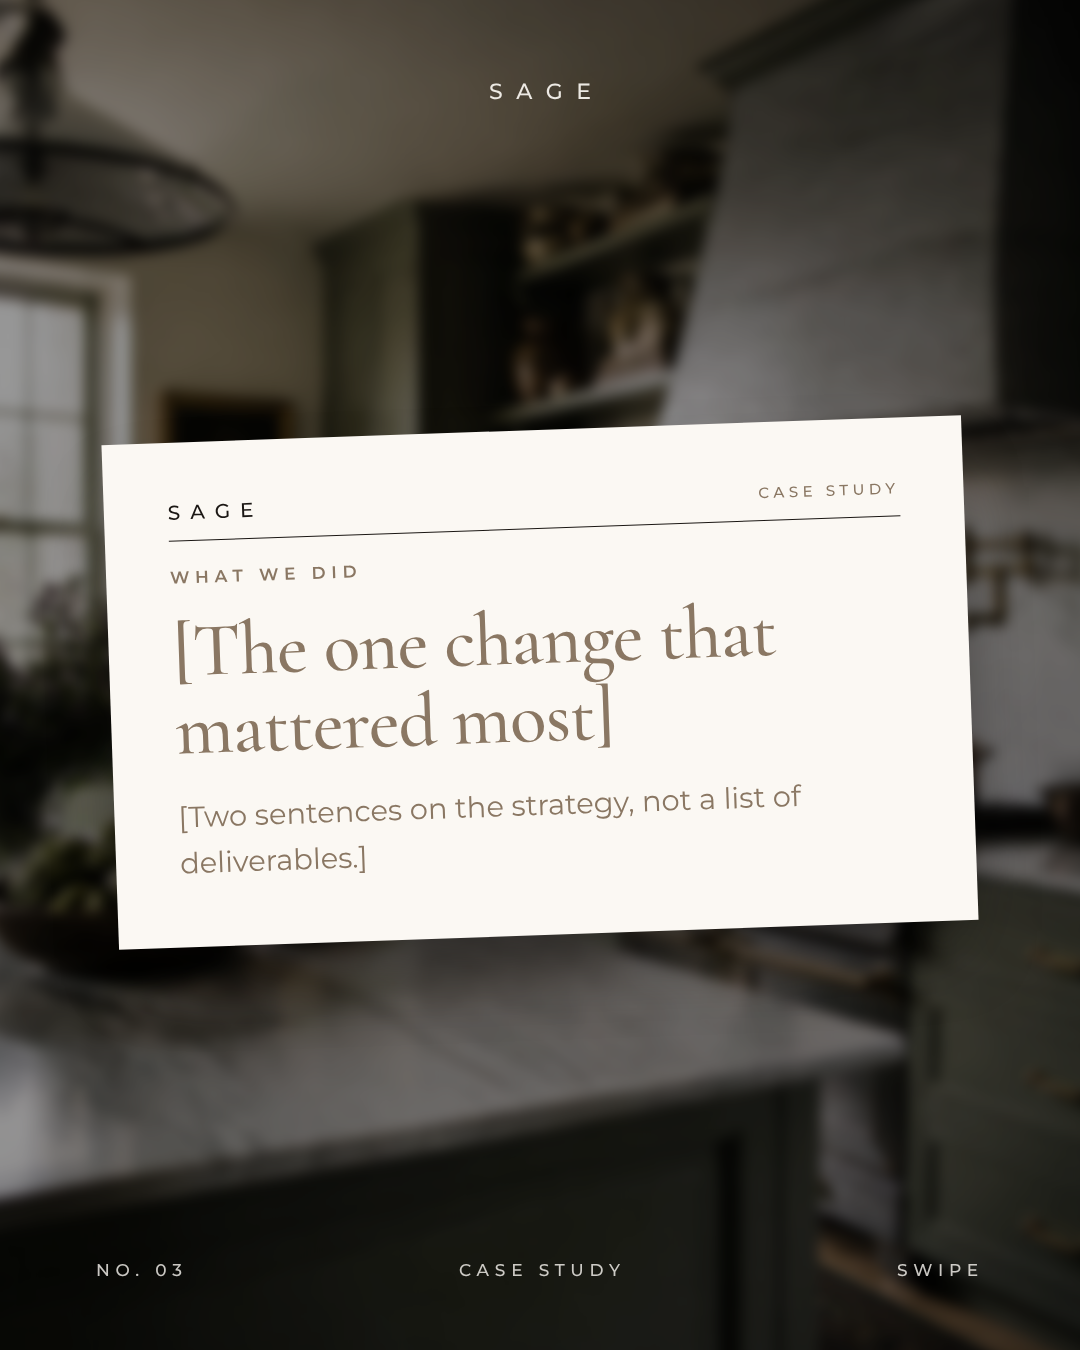 SAGE
SAGE
CASE STUDY
WHAT WE DID
[The one change that
mattered most]
[Two sentences on the strategy, not a list of
deliverables.]
NO. 03
CASE STUDY
SWIPE